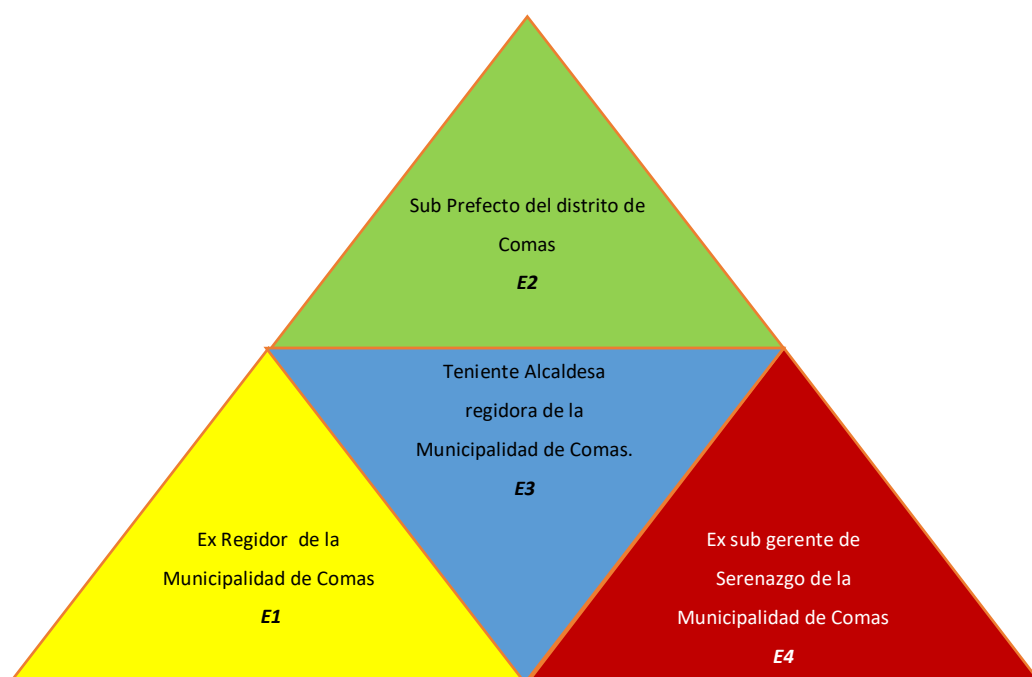 Sub Prefecto del distrito de
Comas
E2
Teniente Alcaldesa
regidora de la
Municipalidad de Comas.
E3
Ex Regidor de la
Municipalidad de Comas
E1
Ex sub gerente de
Serenazgo de la
Municipalidad de Comas
E4